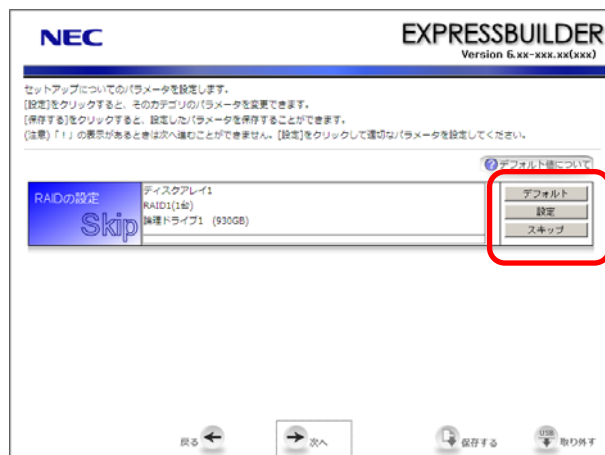 NEC
EXPRESSBUILDER
Version 6.xx-xxx.xx(xxx)
セットアップについてのパラメータを設定します。
[設定]をクリックすると、そのカテゴリのパラメータを変更できます。
[保存する]をクリックすると、設定したパラメータを保存することができます。
(注意)「！」の表示があるときは次へ進むことができません。[設定]をクリックして適切なパラメータを設定してください。
?デフォルト値について
RAIDの設定
Skip
ディスクアレイ1
RAID1(1台)
論理ドライブ1 (930GB)
デフォルト
設定
スキップ
戻る
次へ
保存する
USB
取り外す